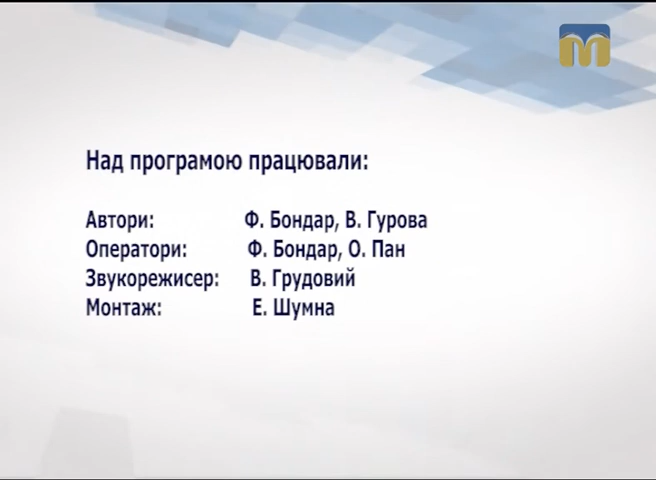 Над програмою працювали:
Автори: Ф. Бондар, В. Гурова
Оператори: Ф. Бондар, О. Пан
Звукорежисер: В. Грудовий
Монтаж: Е. Шумна